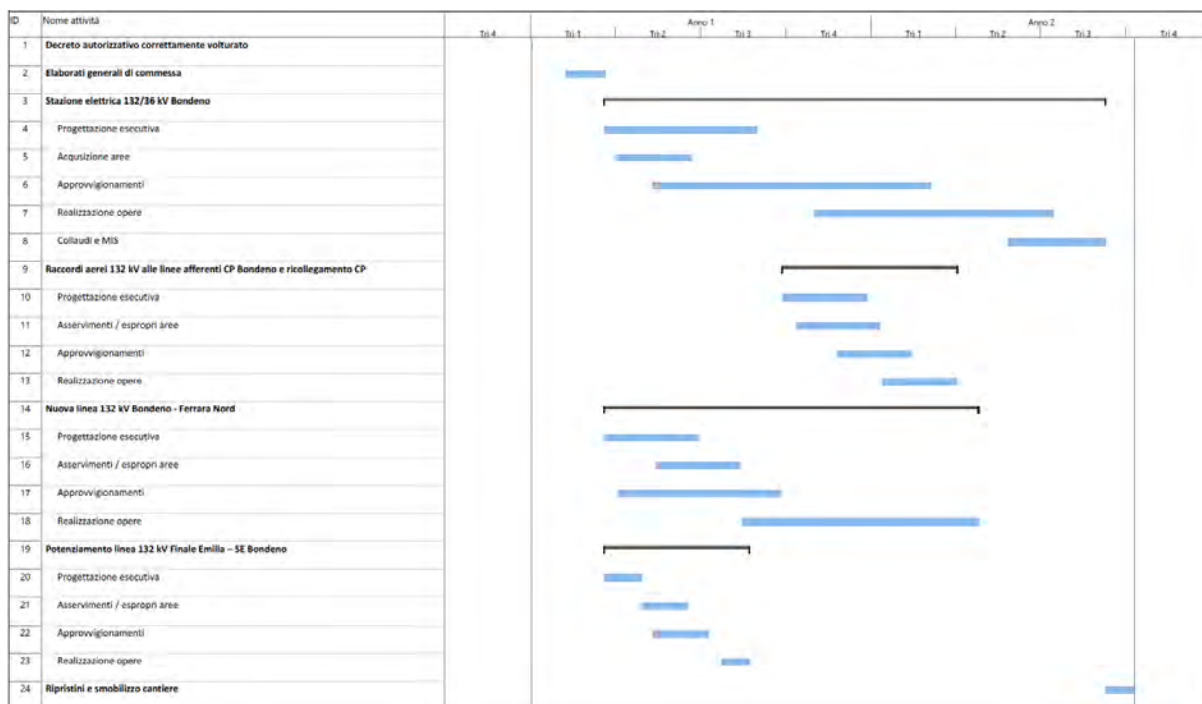 ID Nome attività Anno 1 Anno 2
Tri 4 Tri 1 Tri 2 Tri 3 Tri 4 Tri 1 Tri 2 Tri 3 Tri 4
1 Decreto autorizzativo correttamente volturato
2 Elaborati generali di commessa
3 Stazione elettrica 132/36 kV Bondeno
4 Progettazione esecutiva
5 Acqusizione aree
6 Approvvigionamenti
7 Realizzazione opere
8 Collaudi e MIS
9 Raccordi aerei 132 kV alle linee afferenti CP Bondeno e ricollegamento CP
10 Progettazione esecutiva
11 Asservimenti / espropri aree
12 Approvvigionamenti
13 Realizzazione opere
14 Nuova linea 132 kV Bondeno - Ferrara Nord
15 Progettazione esecutiva
16 Asservimenti / espropri aree
17 Approvvigionamenti
18 Realizzazione opere
19 Potenziamento linea 132 kV Finale Emilia – SE Bondeno
20 Progettazione esecutiva
21 Asservimenti / espropri aree
22 Approvvigionamenti
23 Realizzazione opere
24 Ripristini e smobilizzo cantiere